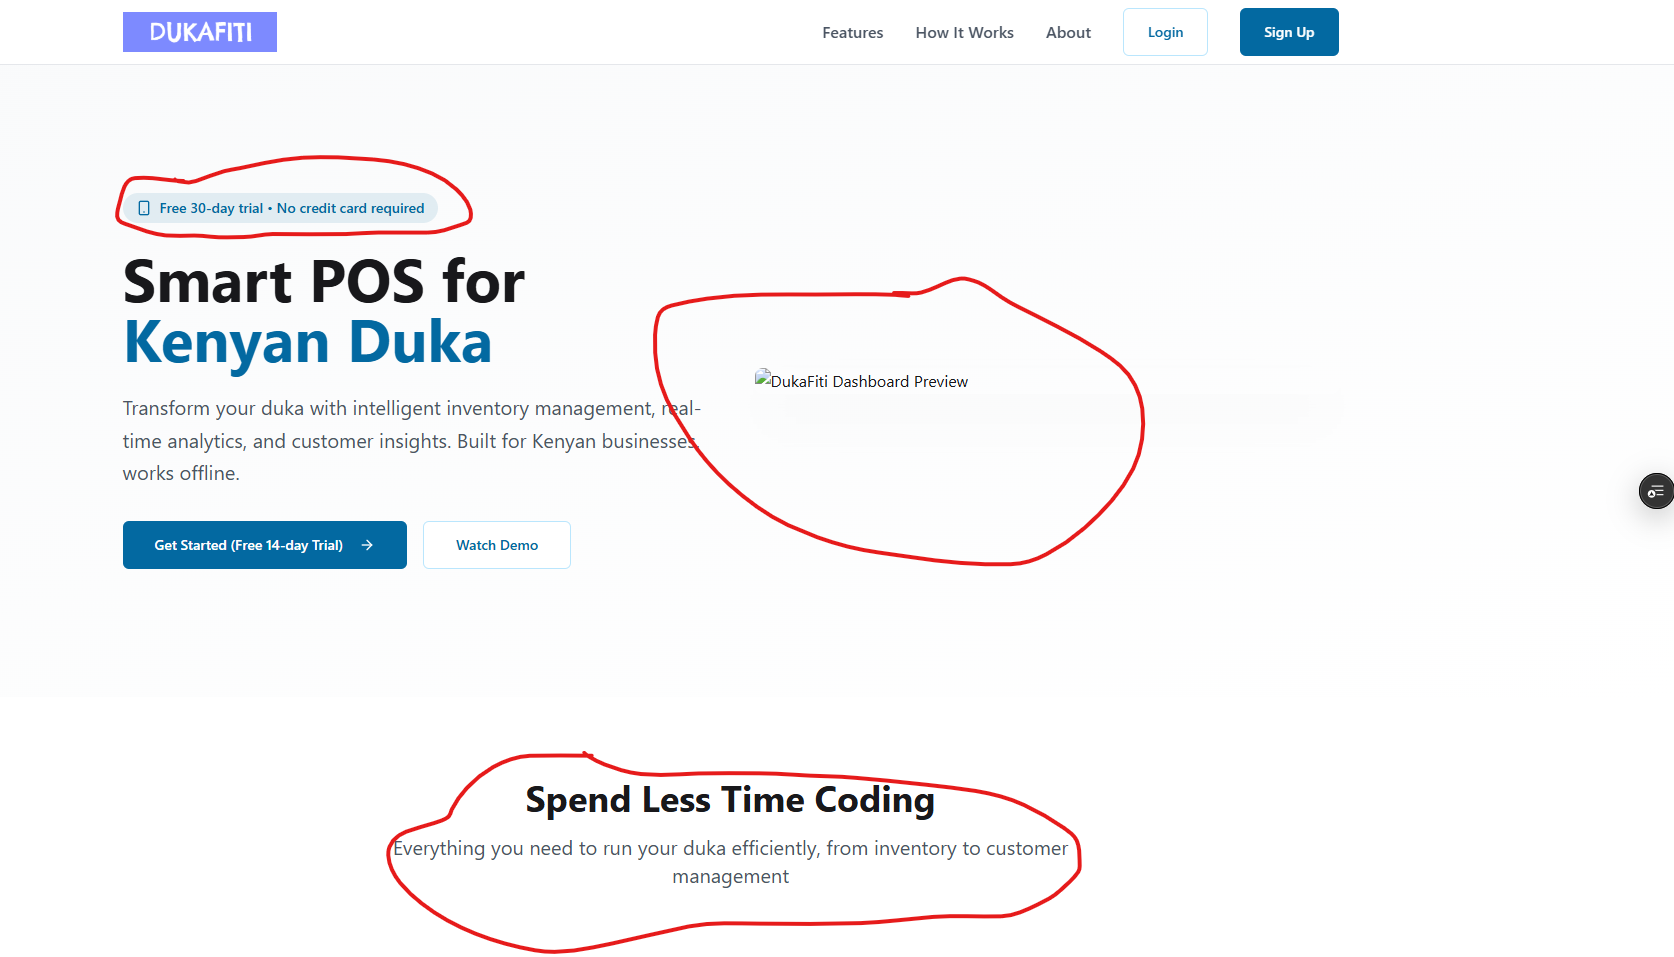 DUKAFITI
Features
How It Works
About
Login
Sign Up
Free 30-day trial • No credit card required
Smart POS for
Kenyan Duka
Transform your duka with intelligent inventory management, real-
time analytics, and customer insights. Built for Kenyan businesses,
works offline.
Get Started (Free 14-day Trial)
Watch Demo
DukaFiti Dashboard Preview
Spend Less Time Coding
Everything you need to run your duka efficiently, from inventory to customer
management